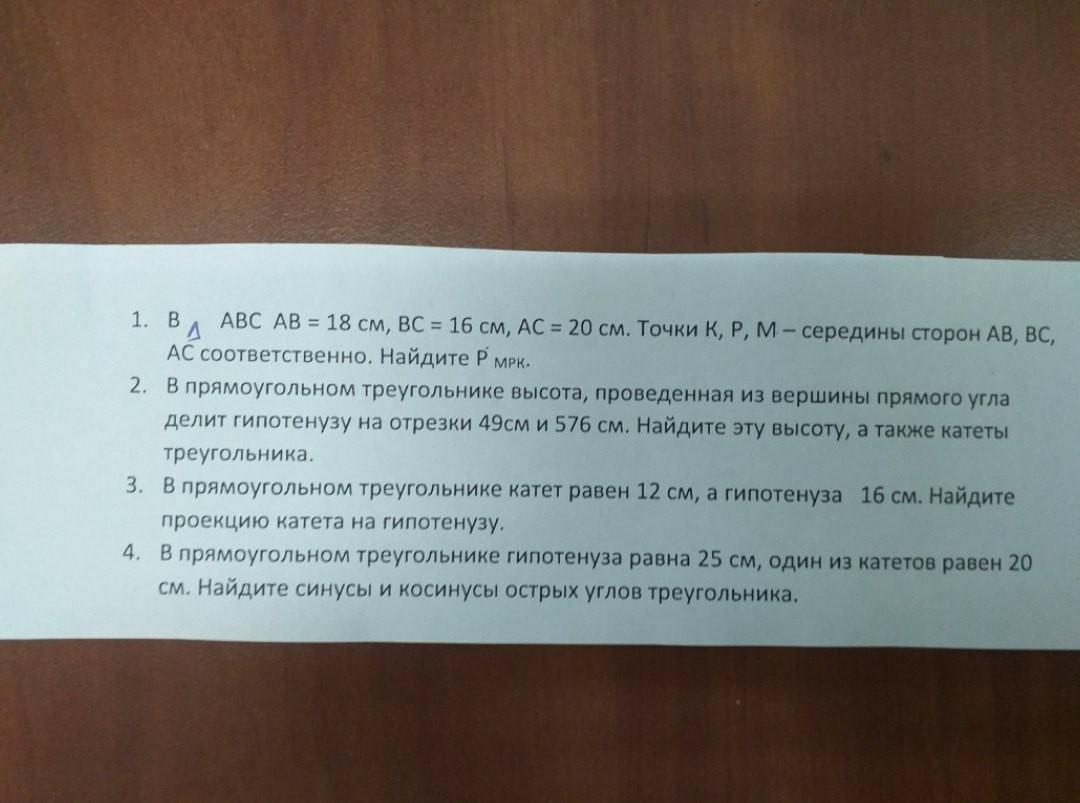 1. В Δ АВС АВ = 18 см, ВС = 16 см, АС = 20 см. Точки К, Р, М – середины сторон АВ, ВС,
АС соответственно. Найдите Р МРК.
2. В прямоугольном треугольнике высота, проведенная из вершины прямого угла
делит гипотенузу на отрезки 49см и 576 см. Найдите эту высоту, а также катеты
треугольника.
3. В прямоугольном треугольнике катет равен 12 см, а гипотенуза 16 см. Найдите
проекцию катета на гипотенузу.
4. В прямоугольном треугольнике гипотенуза равна 25 см, один из катетов равен 20
см. Найдите синусы и косинусы острых углов треугольника.